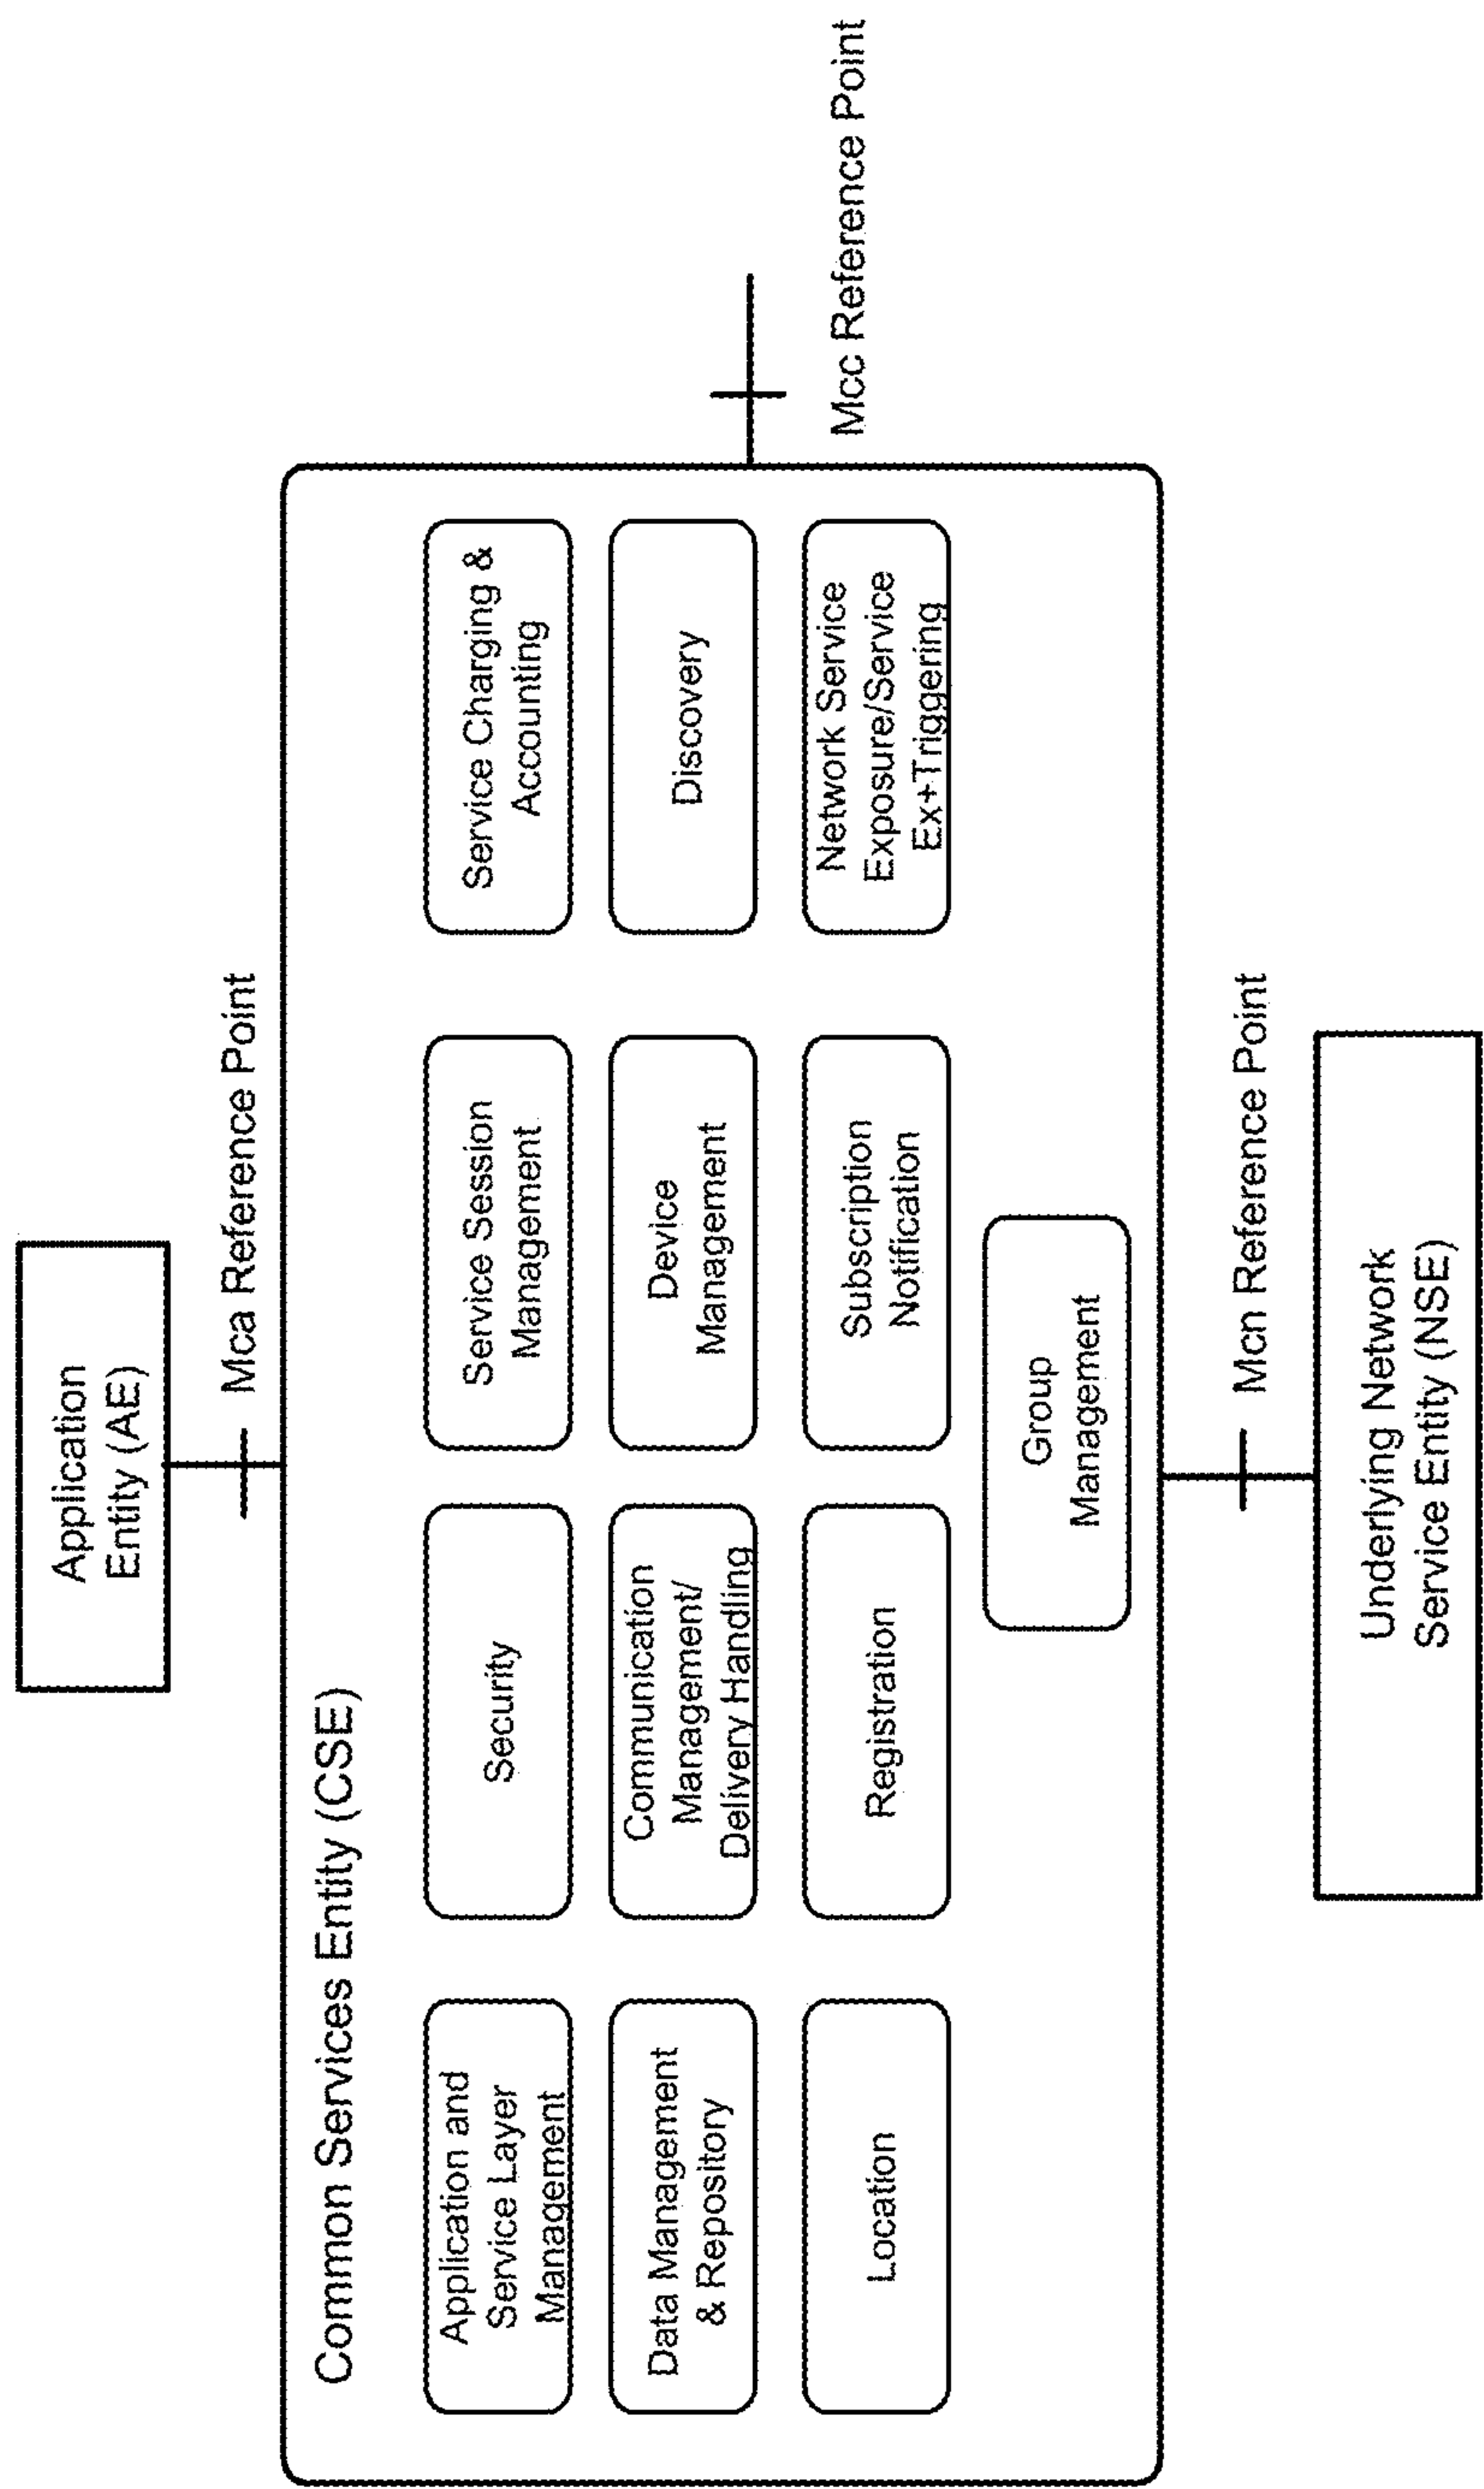 Application
Entity (AE)
Mca Reference Point
Common Services Entity (CSE)
Application and
Service Layer
Management
Security
Service Session
Management
Service Charging &
Accounting
Data Management
& Repository
Communication
Management/
Delivery Handling
Device
Management
Discovery
Mcc Reference Point
Location
Registration
Subscription
Notification
Network Service
Exposure/Service
Ex+Triggering
Group
Management
Mcn Reference Point
Underlying Network
Service Entity (NSE)